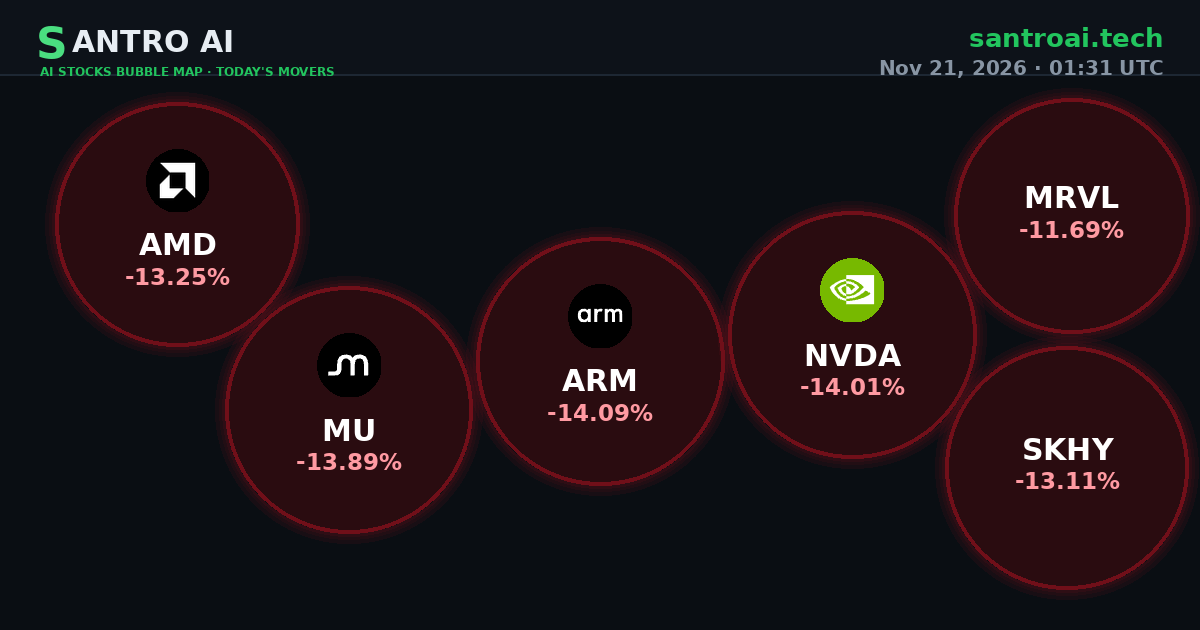 SANTRO AI
AI STOCKS BUBBLE MAP · TODAY'S MOVERS
santroai.tech
Nov 21, 2026 · 01:31 UTC
AMD
-13.25%
MU
-13.89%
arm
ARM
-14.09%
NVDA
-14.01%
MRVL
-11.69%
SKHY
-13.11%